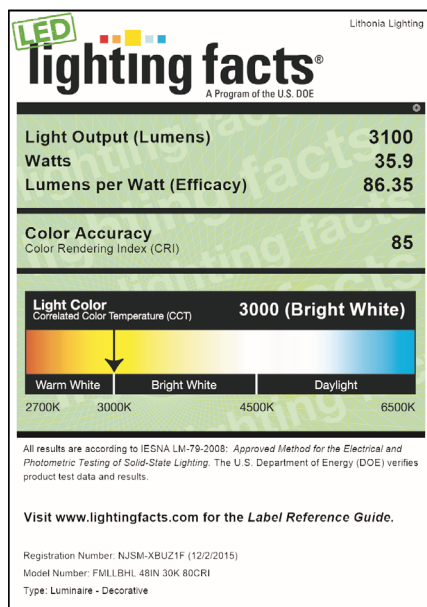 Lithonia Lighting
LED
lighting facts®
A Program of the U.S. DOE
Light Output (Lumens) 3100
Watts 35.9
Lumens per Watt (Efficacy) 86.35
Color Accuracy
Color Rendering Index (CRI) 85
Light Color
Correlated Color Temperature (CCT) 3000 (Bright White)
Warm White Bright White Daylight
2700K 3000K 4500K 6500K
All results are according to IESNA LM-79-2008: Approved Method for the Electrical and
Photometric Testing of Solid-State Lighting. The U.S. Department of Energy (DOE) verifies
product test data and results.
Visit www.lightingfacts.com for the Label Reference Guide.
Registration Number: NJSM-XBUZ1F (12/2/2015)
Model Number: FMLLBHL 48IN 30K 80CRI
Type: Luminaire - Decorative